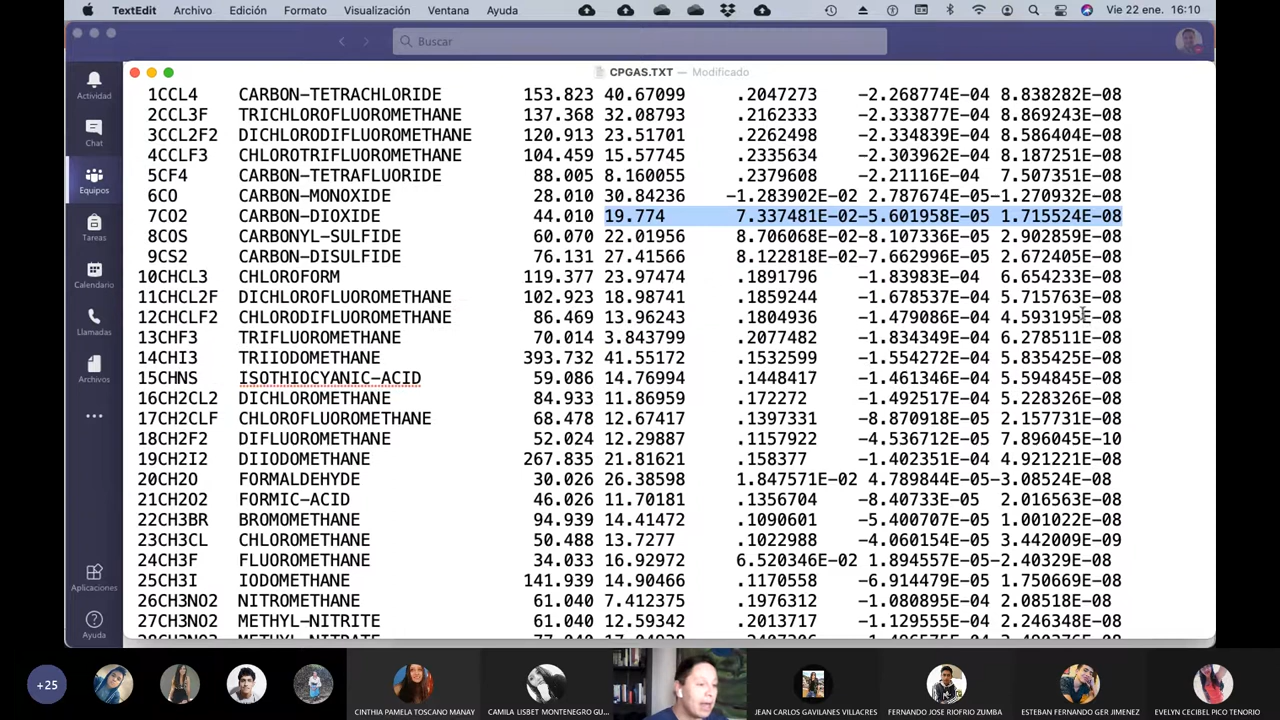 TextEdit Archivo Edición Formato Visualización Ventana Ayuda Vie 22 ene. 16:10
Buscar
CPGAS.TXT — Modificado
Actividad
Chat
Equipos
Tareas
Calendario
Llamadas
Archivos
Aplicaciones
Ayuda
1CCL4 CARBON-TETRACHLORIDE 153.823 40.67099 .2047273 -2.268774E-04 8.838282E-08
2CCL3F TRICHLOROFLUOROMETHANE 137.368 32.08793 .2162333 -2.333877E-04 8.869243E-08
3CCL2F2 DICHLORODIFLUOROMETHANE 120.913 23.51701 .2262498 -2.334839E-04 8.586404E-08
4CCLF3 CHLOROTRIFLUOROMETHANE 104.459 15.57745 .2335634 -2.303962E-04 8.187251E-08
5CF4 CARBON-TETRAFLUORIDE 88.005 8.160055 .2379608 -2.21116E-04 7.507351E-08
6CO CARBON-MONOXIDE 28.010 30.84236 -1.283902E-02 2.787674E-05-1.270932E-08
7CO2 CARBON-DIOXIDE 44.010 19.774 7.337481E-02-5.601958E-05 1.715524E-08
8COS CARBONYL-SULFIDE 60.070 22.01956 8.706068E-02-8.107336E-05 2.902859E-08
9CS2 CARBON-DISULFIDE 76.131 27.41566 8.122818E-02-7.662996E-05 2.672405E-08
10CHCL3 CHLOROFORM 119.377 23.97474 .1891796 -1.83983E-04 6.654233E-08
11CHCL2F DICHLOROFLUOROMETHANE 102.923 18.98741 .1859244 -1.678537E-04 5.715763E-08
12CHCLF2 CHLORODIFLUOROMETHANE 86.469 13.96243 .1804936 -1.479086E-04 4.593195E-08
13CHF3 TRIFLUOROMETHANE 70.014 3.843799 .2077482 -1.834349E-04 6.278511E-08
14CHI3 TRIIODOMETHANE 393.732 41.55172 .1532599 -1.554272E-04 5.835425E-08
15CHNS ISOTHIOCYANIC-ACID 59.086 14.76994 .1448417 -1.461346E-04 5.594845E-08
16CH2CL2 DICHLOROMETHANE 84.933 11.86959 .172272 -1.492517E-04 5.228326E-08
17CH2CLF CHLOROFLUOROMETHANE 68.478 12.67417 .1397331 -8.870918E-05 2.157731E-08
18CH2F2 DIFLUOROMETHANE 52.024 12.29887 .1157922 -4.536712E-05 7.896045E-10
19CH2I2 DIIODOMETHANE 267.835 21.81621 .158377 -1.402351E-04 4.921221E-08
20CH2O FORMALDEHYDE 30.026 26.38598 1.847571E-02 4.789844E-05-3.08524E-08
21CH2O2 FORMIC-ACID 46.026 11.70181 .1356704 -8.40733E-05 2.016563E-08
22CH3BR BROMOMETHANE 94.939 14.41472 .1090601 -5.400707E-05 1.001022E-08
23CH3CL CHLOROMETHANE 50.488 13.7277 .1022988 -4.060154E-05 3.442009E-09
24CH3F FLUOROMETHANE 34.033 16.92972 6.520346E-02 1.894557E-05-2.40329E-08
25CH3I IODOMETHANE 141.939 14.90466 .1170558 -6.914479E-05 1.750669E-08
26CH3NO2 NITROMETHANE 61.040 7.412375 .1976312 -1.080895E-04 2.08518E-08
27CH3NO2 METHYL-NITRITE 61.040 12.59342 .2013717 -1.129555E-04 2.246348E-08
+25
CINTHIA PAMELA TOSCANO MANAY
CAMILA LISBET MONTENEGRO GU...
JEAN CARLOS GAVILANES VILLACRES
FERNANDO JOSE RIOFRIO ZUMBA
ESTEBAN FERNANDO GER JIMENEZ
EVELYN CECIBEL PICO TENORIO